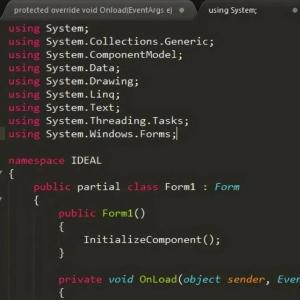 protected override void Onload(EventArgs e)
using System;
using System;
using System.Collections.Generic;
using System.ComponentModel;
using System.Data;
using System.Drawing;
using System.Linq;
using System.Text;
using System.Threading.Tasks;
using System.Windows.Forms;
namespace IDEAL
{
public partial class Form1 : Form
{
public Form1()
{
InitializeComponent();
}
private void OnLoad(object sender, Even
{